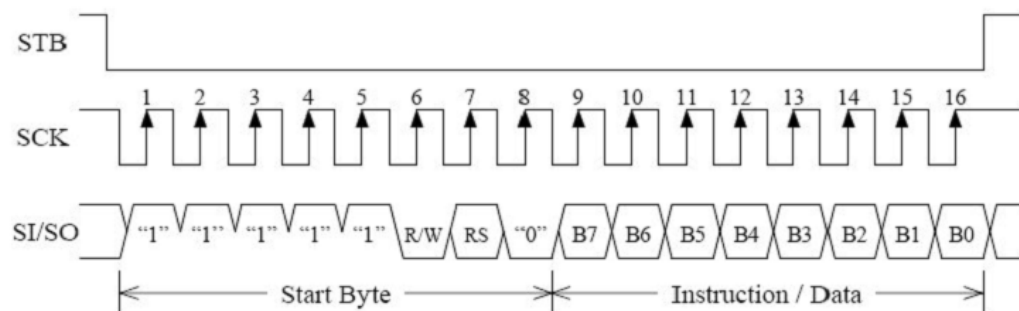 STB
1 2 3 4 5 6 7 8 9 10 11 12 13 14 15 16
SCK
SI/SO “1” “1” “1” “1” “1” R/W RS “0” B7 B6 B5 B4 B3 B2 B1 B0
Start Byte Instruction / Data